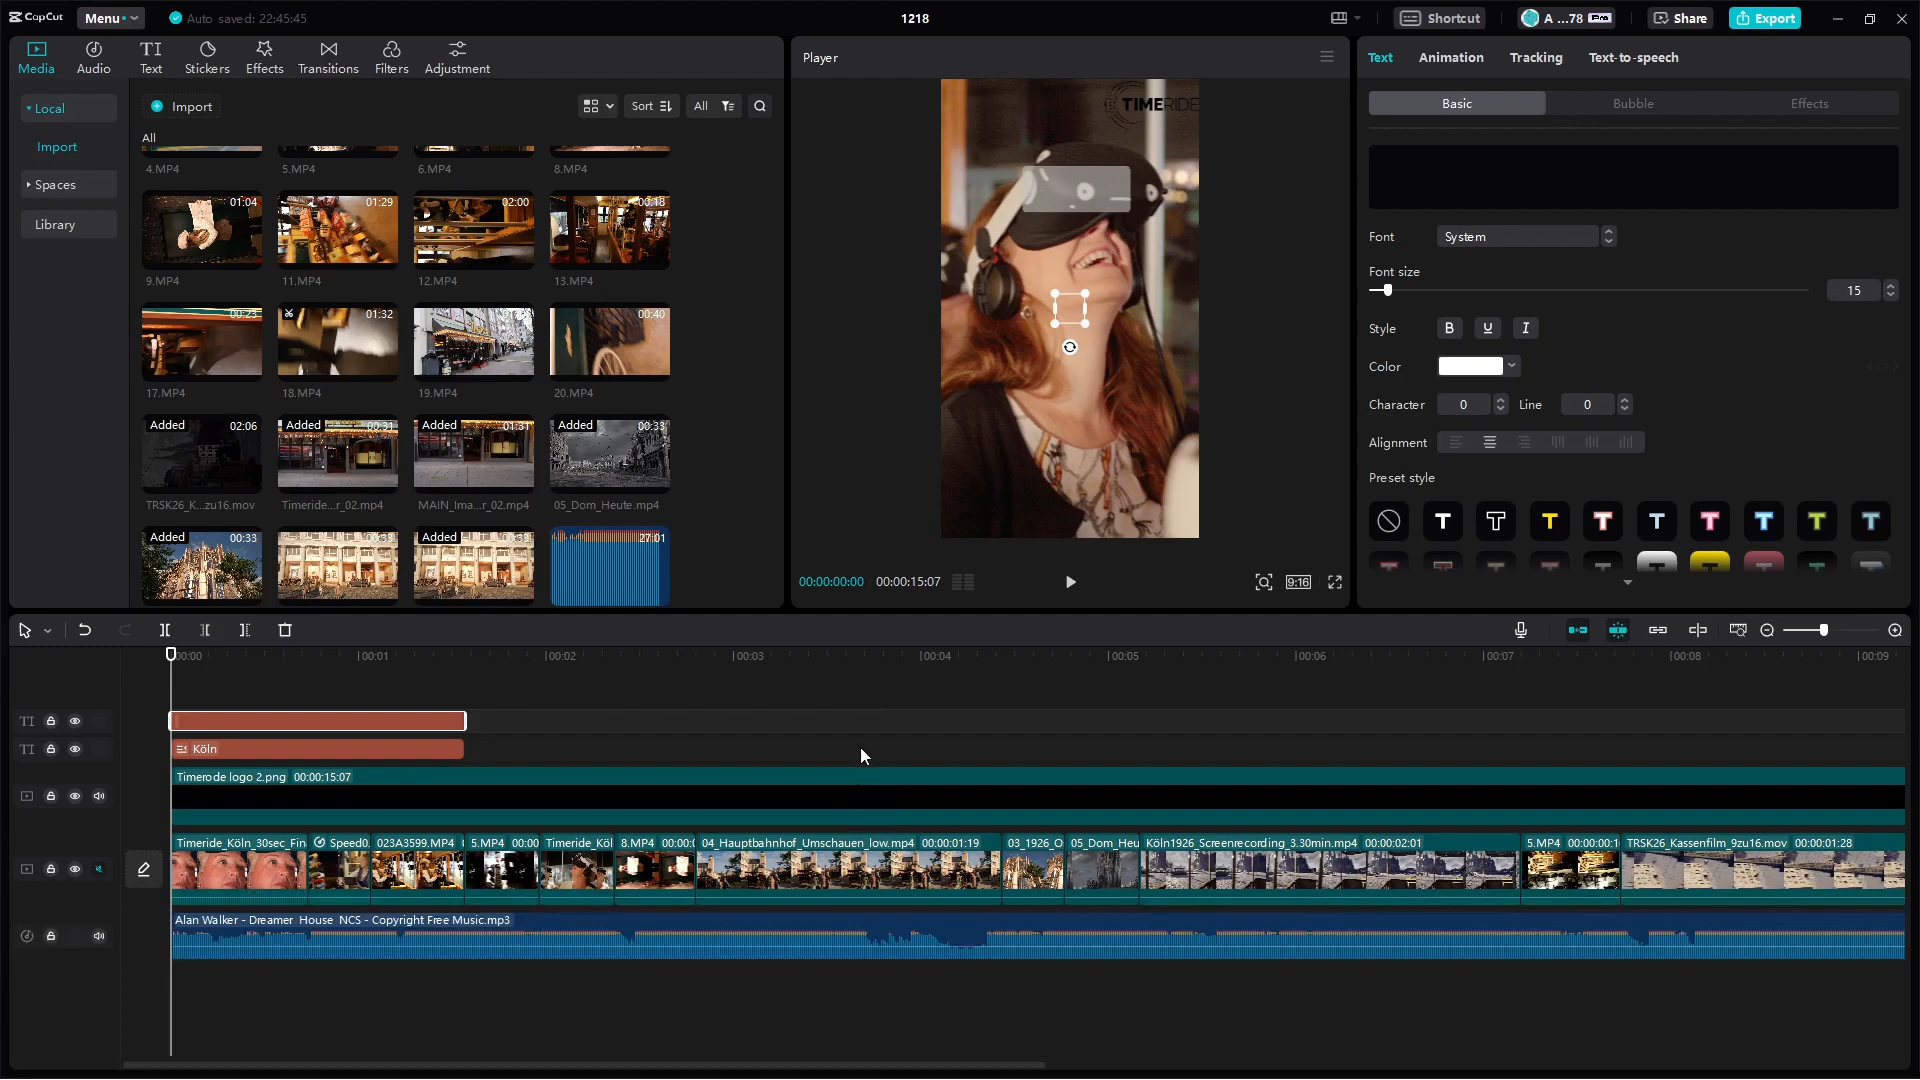 CapCut
Menu
Auto saved: 22:45:45
1218
Shortcut
A ...78
Pro
Share
Export
Media
Audio
Text
Stickers
Effects
Transitions
Filters
Adjustment
Local
Import
Spaces
Library
Import
Sort
All
All
4.MP4
5.MP4
6.MP4
8.MP4
01:04
01:29
02:00
00:18
9.MP4
11.MP4
12.MP4
13.MP4
00:23
01:32
00:40
17.MP4
18.MP4
19.MP4
20.MP4
Added 02:06
Added 00:31
Added 01:31
Added 00:33
TRSK26_K...zu16.mov
Timeride...r_02.mp4
MAIN_Ima...r_02.mp4
05_Dom_Heute.mp4
Added 00:33
00:33
Added 00:33
27:01
Player
TIMERIDE
00:00:00:00
00:00:15:07
9:16
Text
Animation
Tracking
Text-to-speech
Basic
Bubble
Effects
Font
System
Font size
15
Style
B
U
I
Color
Character
0
Line
0
Alignment
Preset style
00:00
00:01
00:02
00:03
00:04
00:05
00:06
00:07
00:08
00:09
Köln
Timerode logo 2.png 00:00:15:07
Timeride_Köln_30sec_Fin
Speed0.
023A3599.MP4
5.MP4 00:00
Timeride_Köl
8.MP4 00:00:0
04_Hauptbahnhof_Umschauen_low.mp4 00:00:01:19
03_1926_O
05_Dom_Heu
Köln1926_Screenrecording_3.30min.mp4 00:00:02:01
5.MP4 00:00:00:1
TRSK26_Kassenfilm_9zu16.mov 00:00:01:28
Alan Walker - Dreamer House NCS - Copyright Free Music.mp3